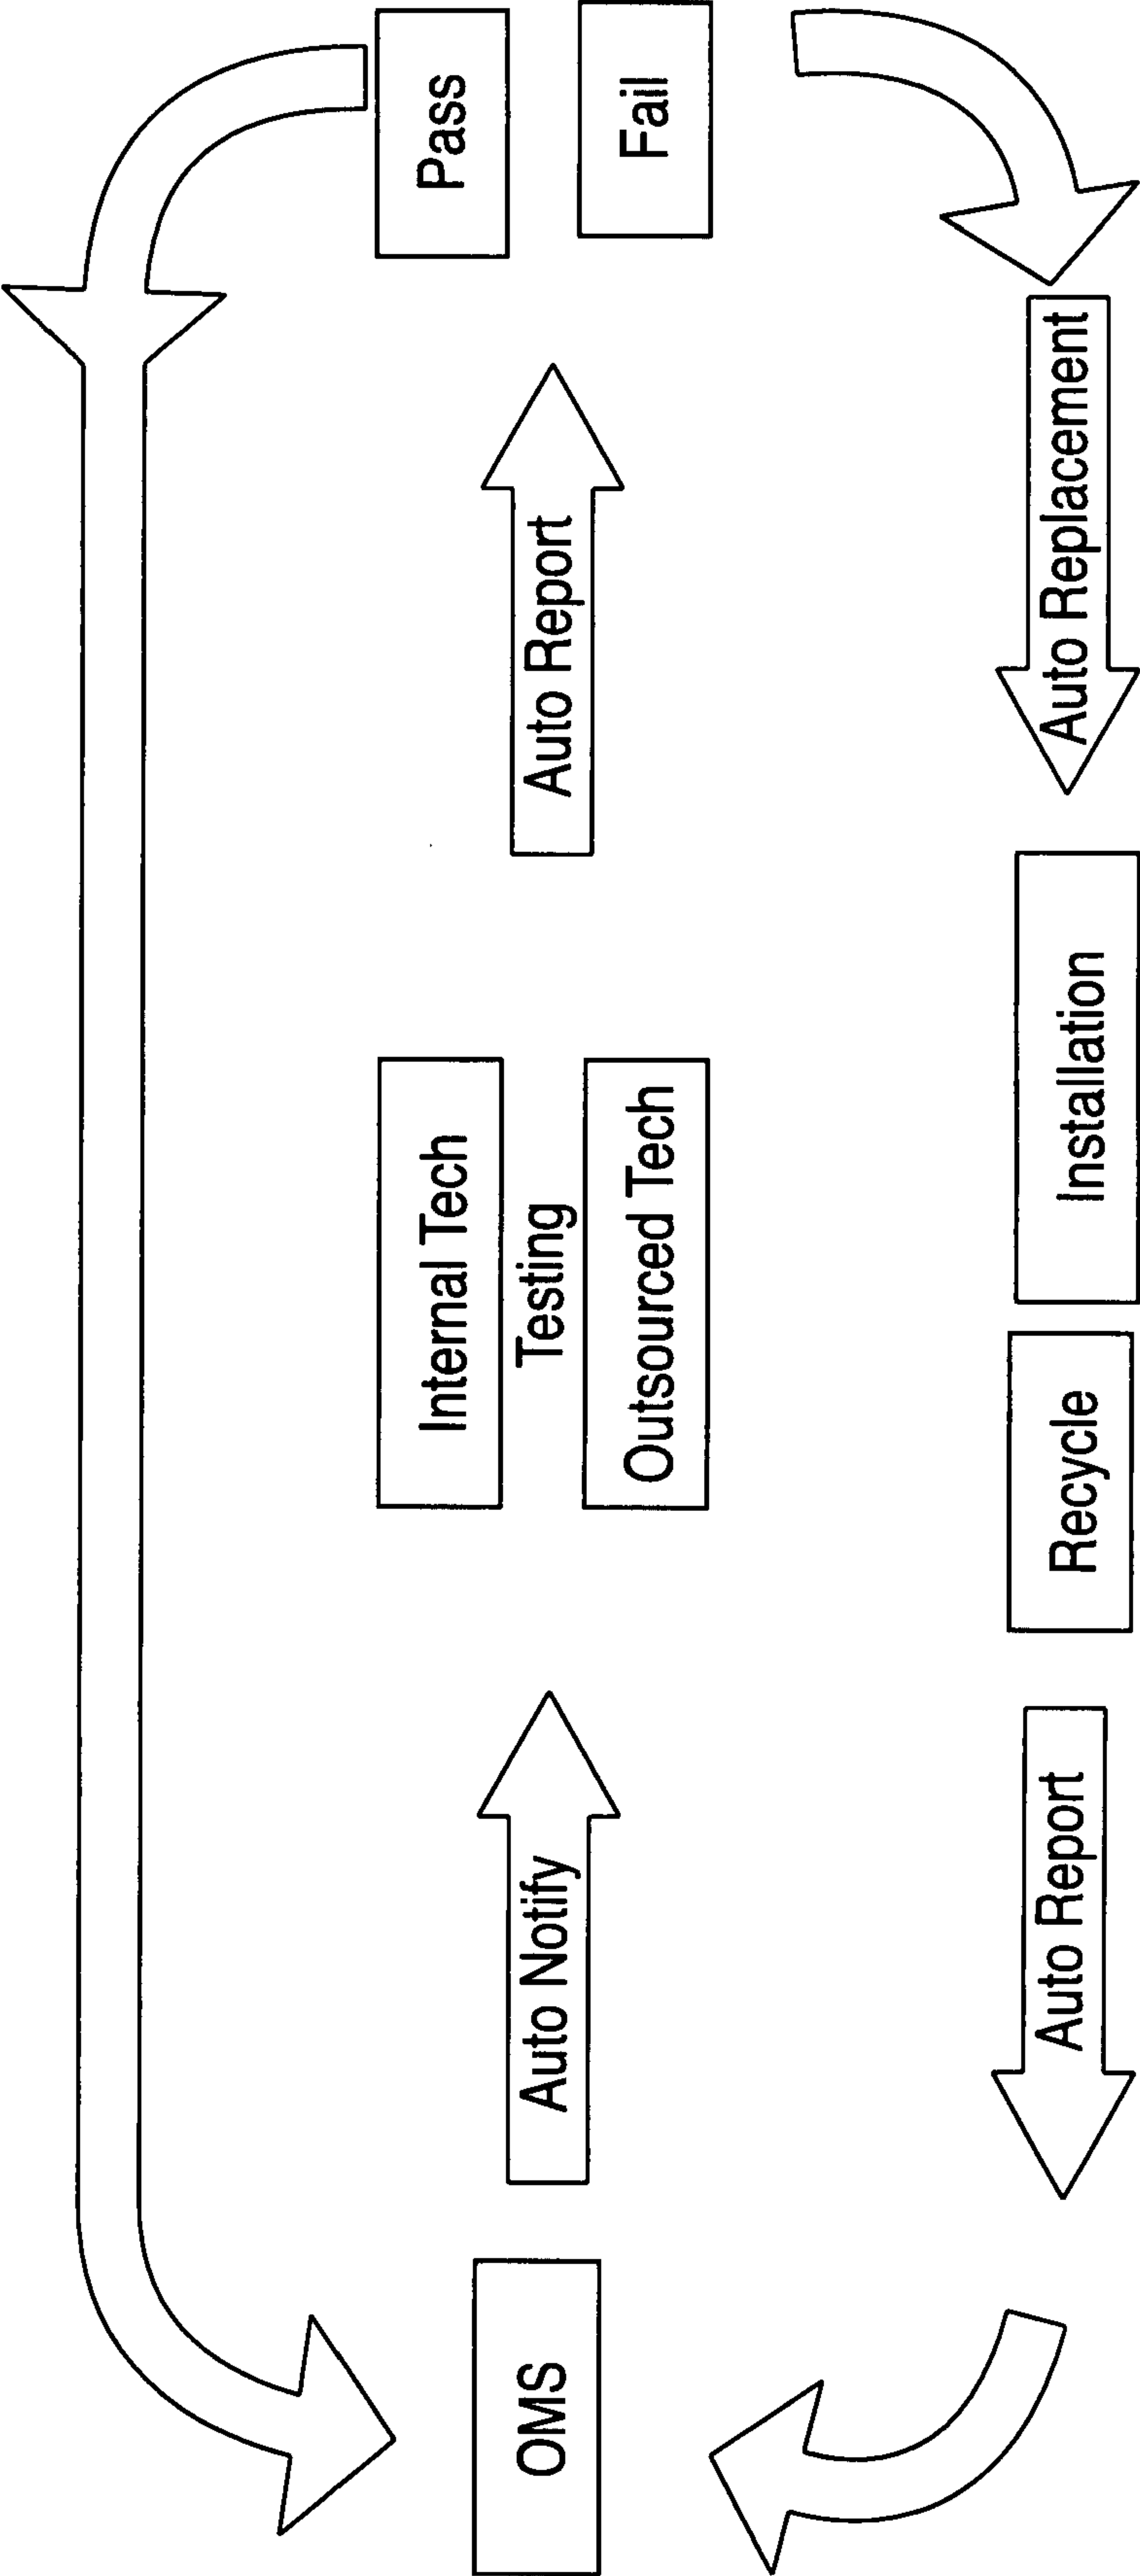 OMS
Auto Notify
Internal Tech
Testing
Outsourced Tech
Auto Report
Pass
Fail
Auto Replacement
Installation
Recycle
Auto Report